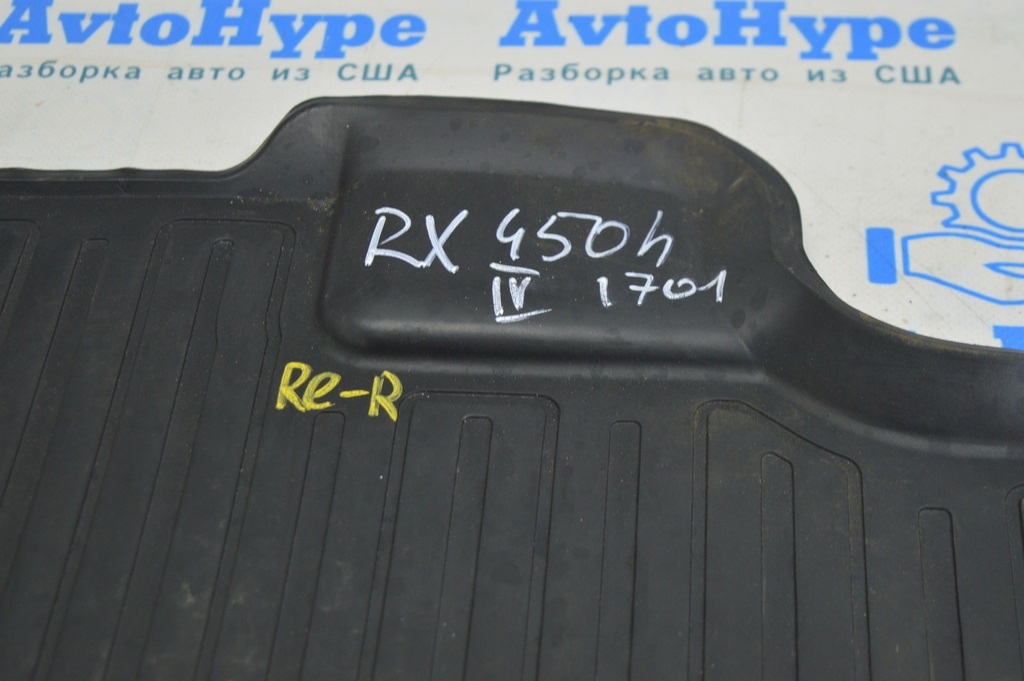 AvtoHype AvtoHype
Разборка авто из США Разборка авто из США
RX 450h
IV 1701
Re-R